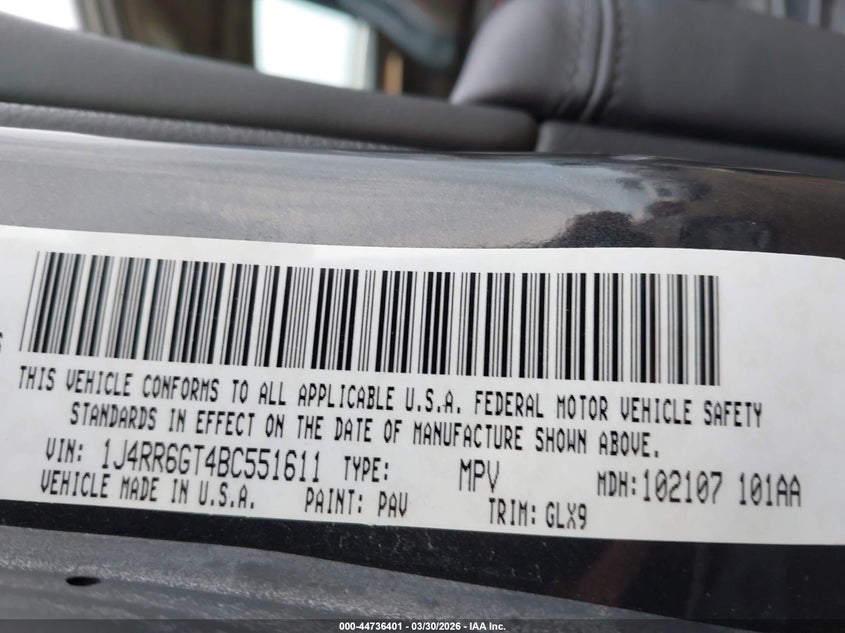 THIS VEHICLE CONFORMS TO ALL APPLICABLE U.S.A. FEDERAL MOTOR VEHICLE SAFETY
STANDARDS IN EFFECT ON THE DATE OF MANUFACTURE SHOWN ABOVE.
VIN: 1J4RR6GT4BC551611 TYPE: MPV MDH:102107 101AA
VEHICLE MADE IN U.S.A. PAINT: PAV TRIM: GLX9
000-44736401 - 03/30/2026 - IAA Inc.